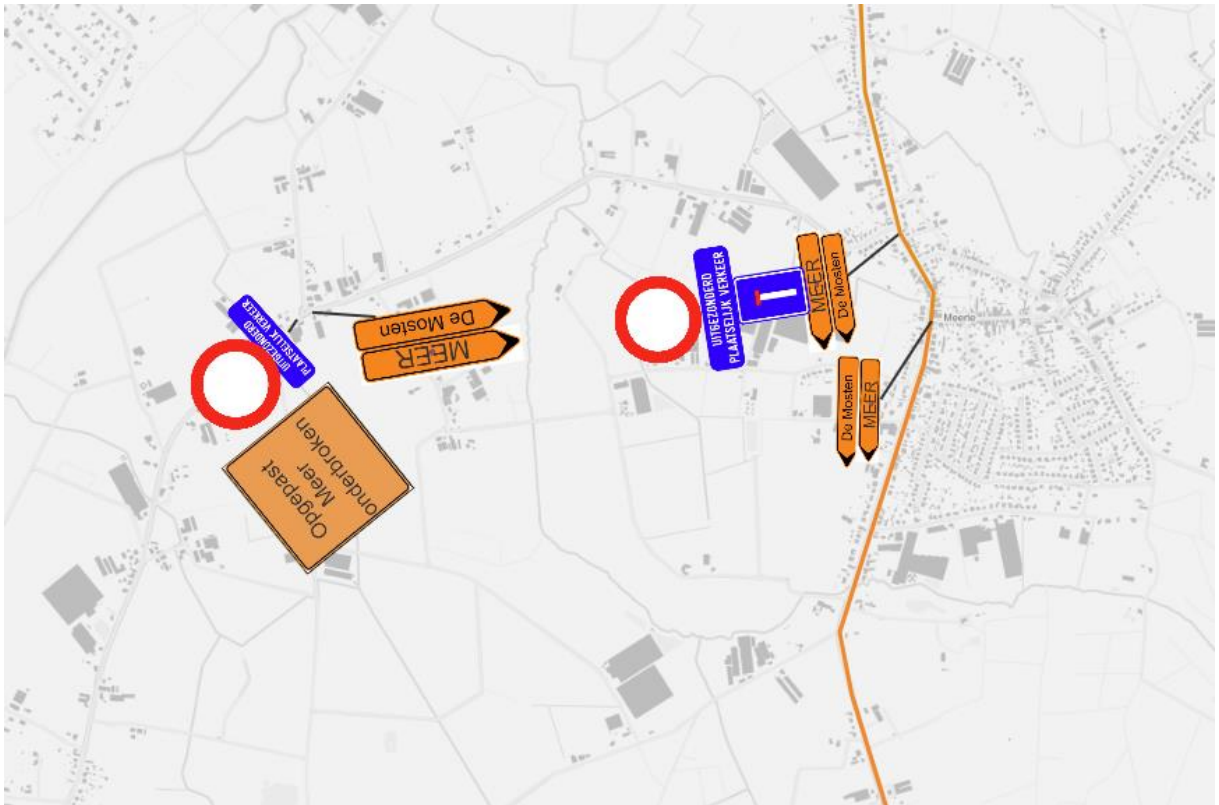 UITGEZONDERD
PLAATSELIJK VERKEER
De Mosten
MEER
Opgepast
Meer
onderbroken
UITGEZONDERD
PLAATSELIJK VERKEER
MEER
De Mosten
De Mosten
MEER
Meerle